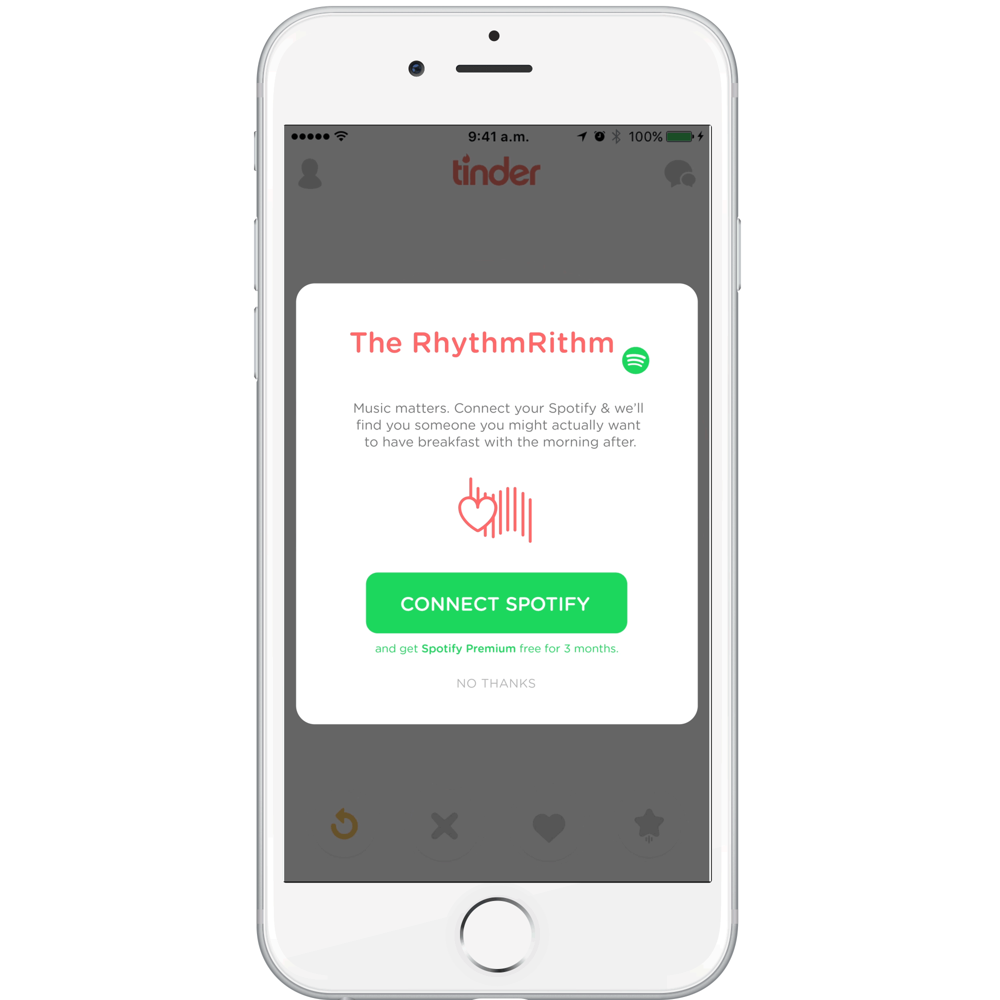 9:41 a.m. 100%
tinder
The RhythmRithm
Music matters. Connect your Spotify & we’ll
find you someone you might actually want
to have breakfast with the morning after.
CONNECT SPOTIFY
and get Spotify Premium free for 3 months.
NO THANKS